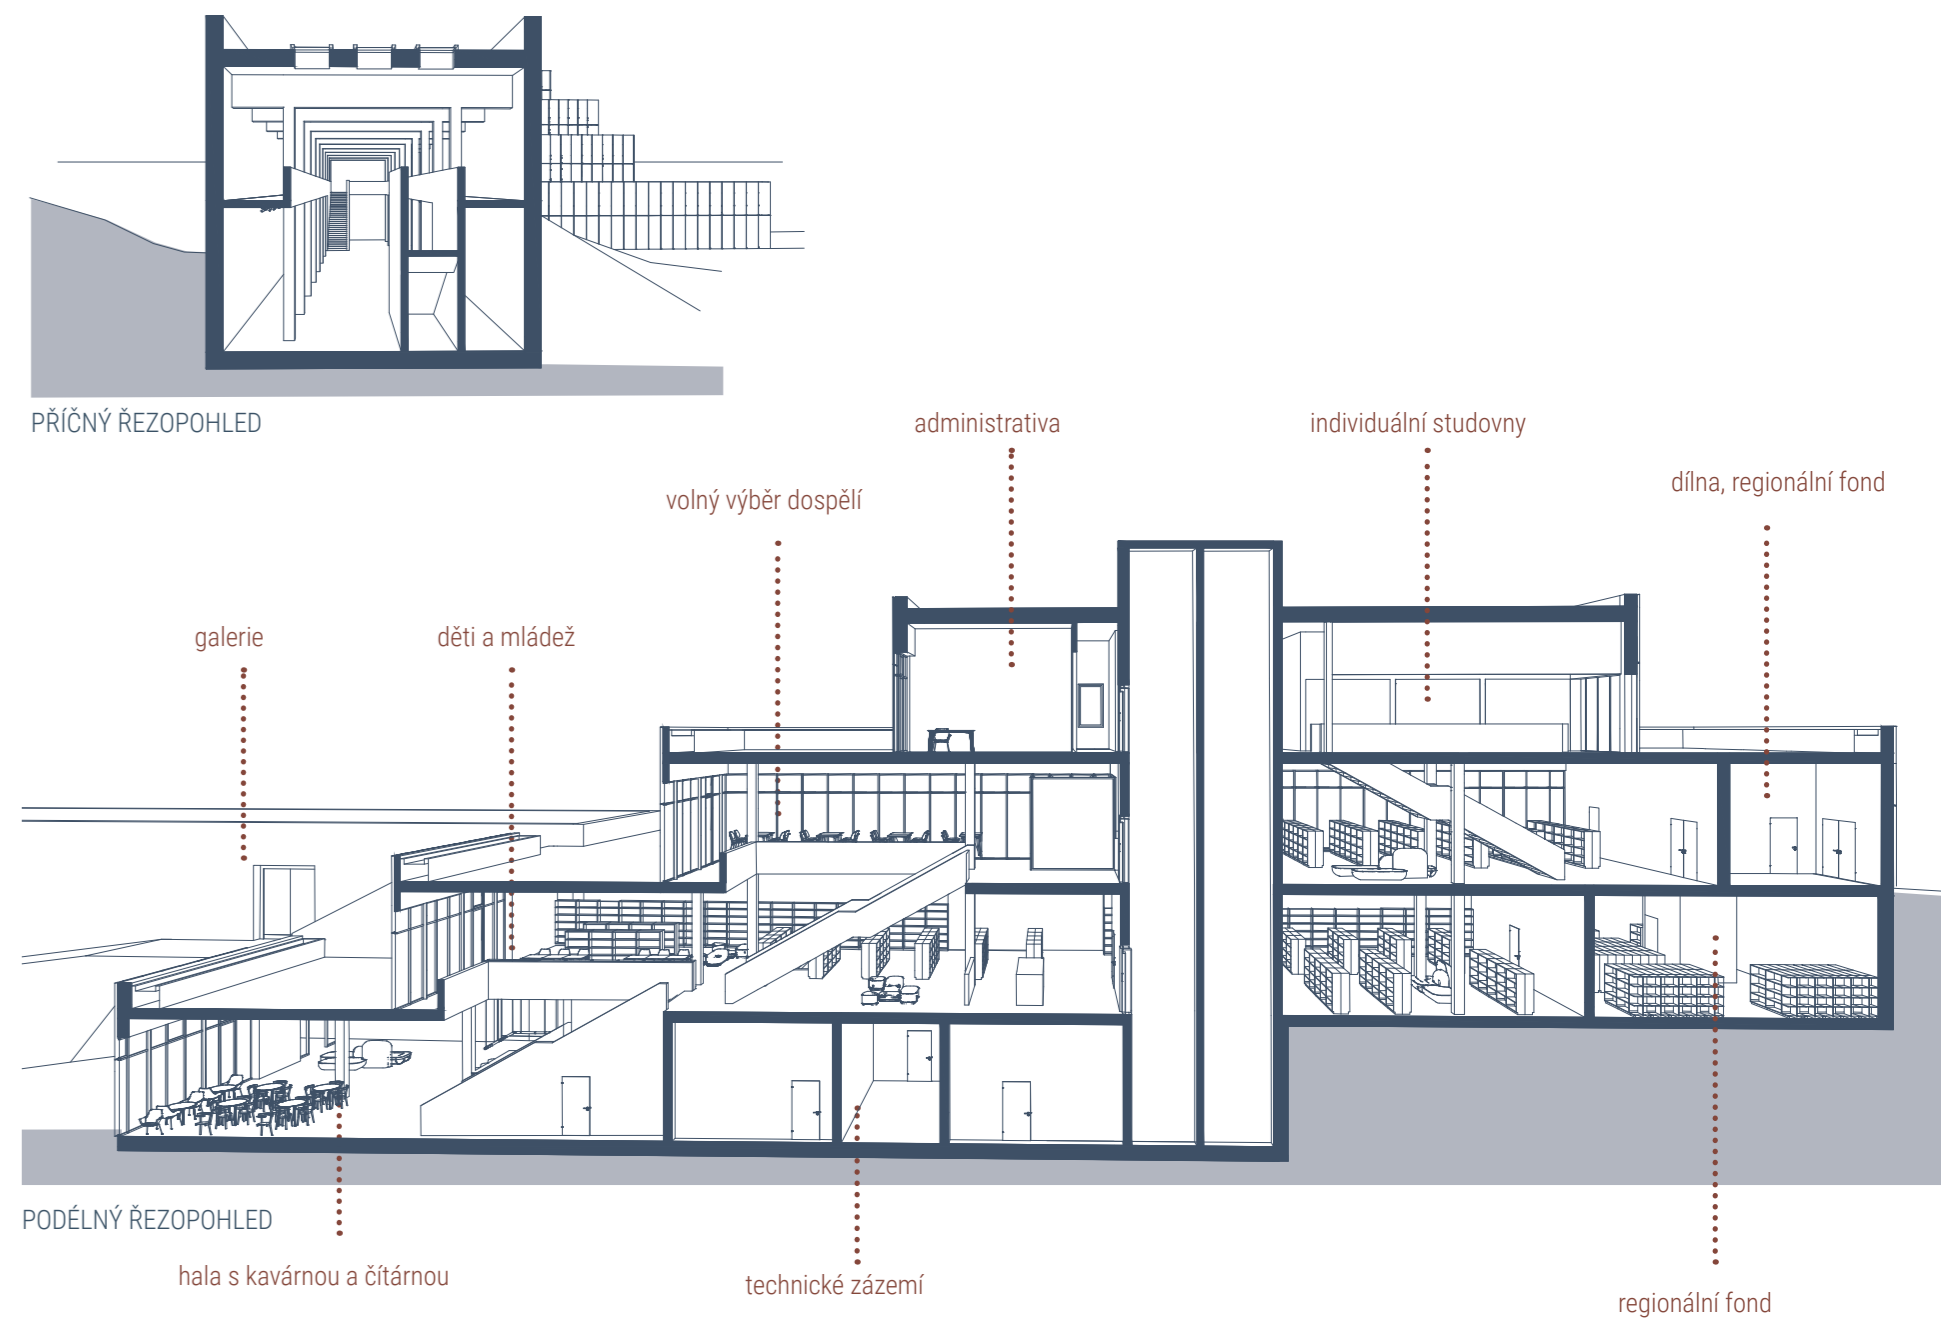 PŘÍČNÝ ŘEZOPOHLED
administrativa
individuální studovny
dílna, regionální fond
volný výběr dospělí
galerie
děti a mládež
PODÉLNÝ ŘEZOPOHLED
hala s kavárnou a čítárnou
technické zázemí
regionální fond